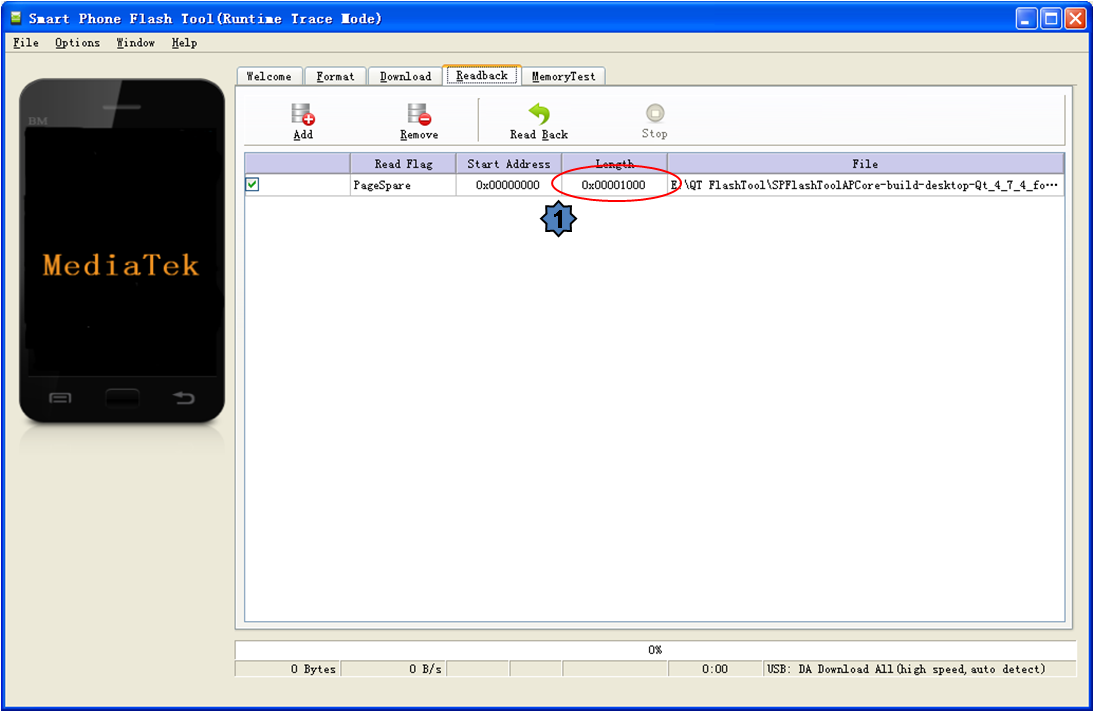 Smart Phone Flash Tool(Runtime Trace Mode)
File Options Window Help
Welcome Format Download Readback MemoryTest
BM
Add Remove Read Back Stop
Read Flag Start Address Length File
PageSpare 0x00000000 0x00001000 E:\QT FlashTool\SPFlashToolAPCore-build-desktop-Qt_4_7_4_fo...
1
MediaTek
0%
0 Bytes 0 B/s 0:00 USB: DA Download All(high speed,auto detect)